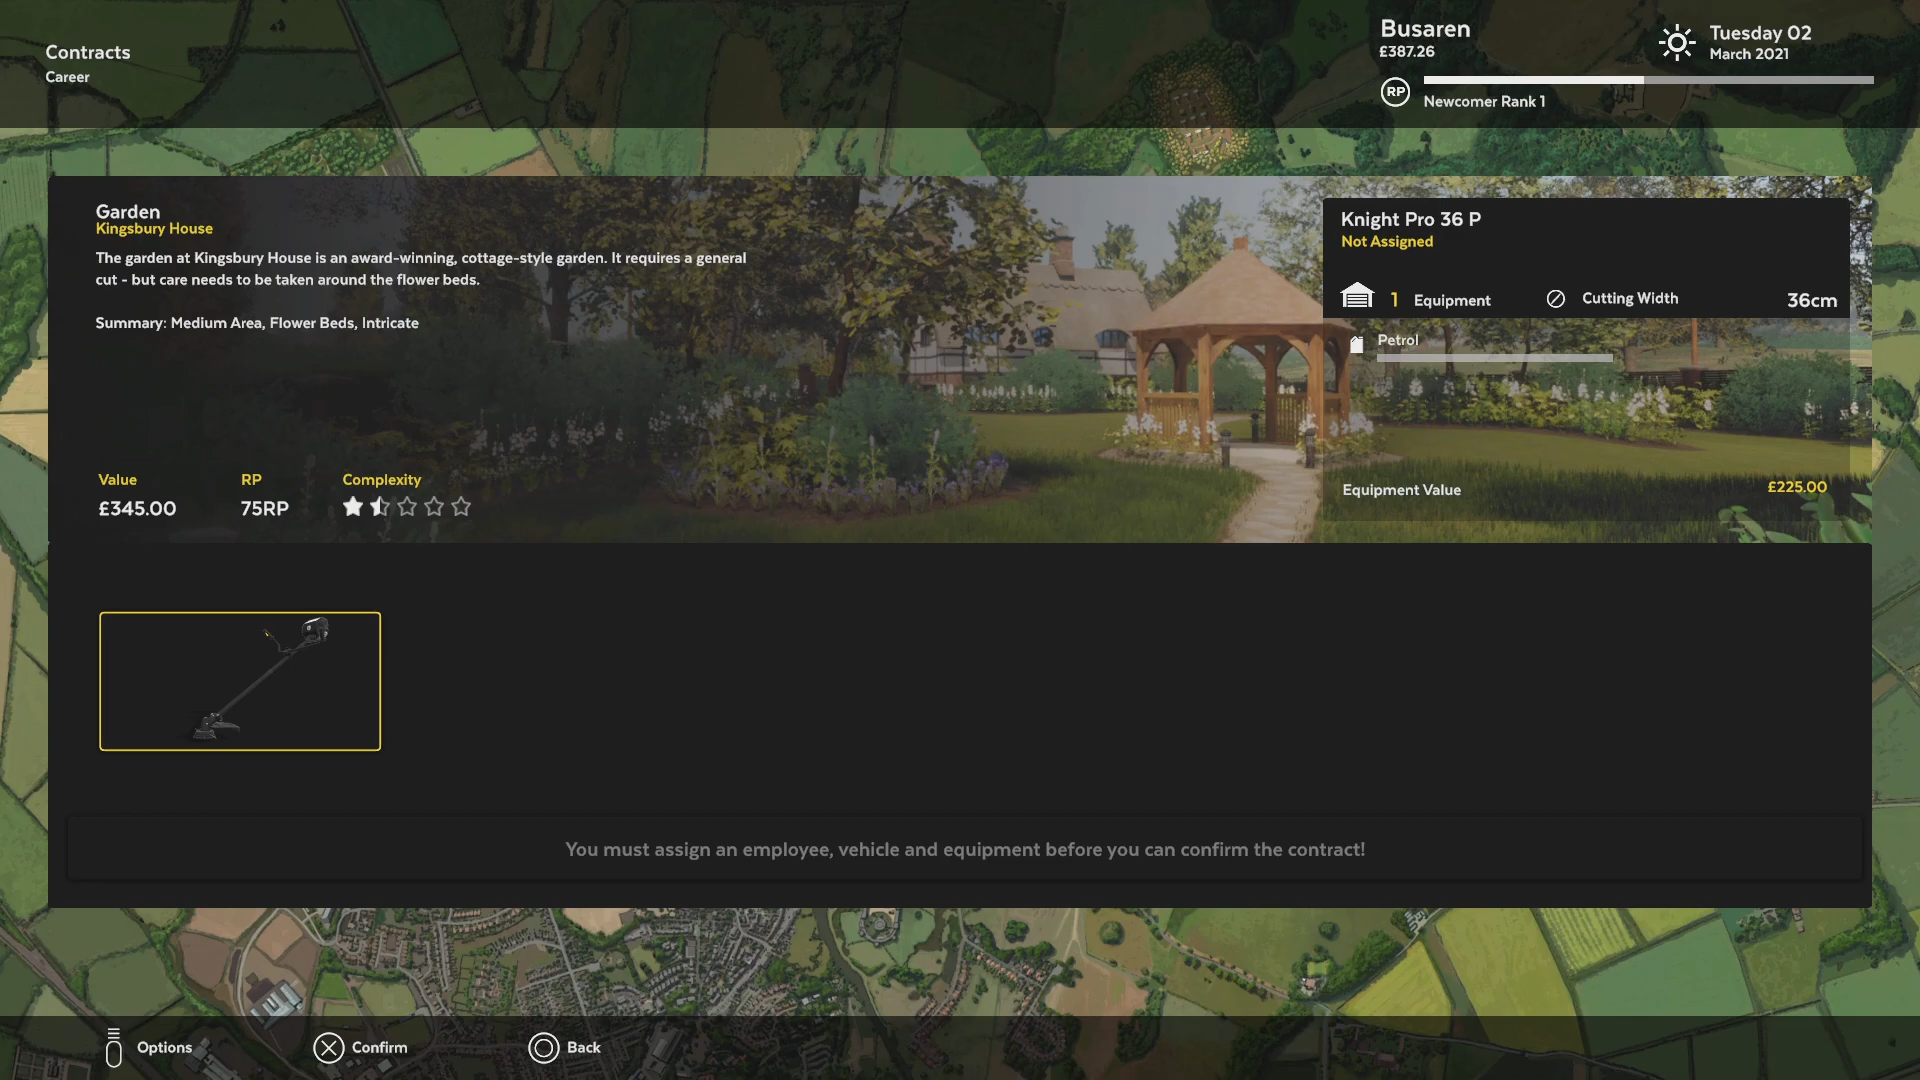 Contracts
Career
Busaren
£387.26
RP
Newcomer Rank 1
Tuesday 02
March 2021
Garden
Kingsbury House
The garden at Kingsbury House is an award-winning, cottage-style garden. It requires a general
cut - but care needs to be taken around the flower beds.
Summary: Medium Area, Flower Beds, Intricate
Value
£345.00
RP
75RP
Complexity
Knight Pro 36 P
Not Assigned
1 Equipment
Cutting Width 36cm
Petrol
Equipment Value £225.00
You must assign an employee, vehicle and equipment before you can confirm the contract!
Options
Confirm
Back